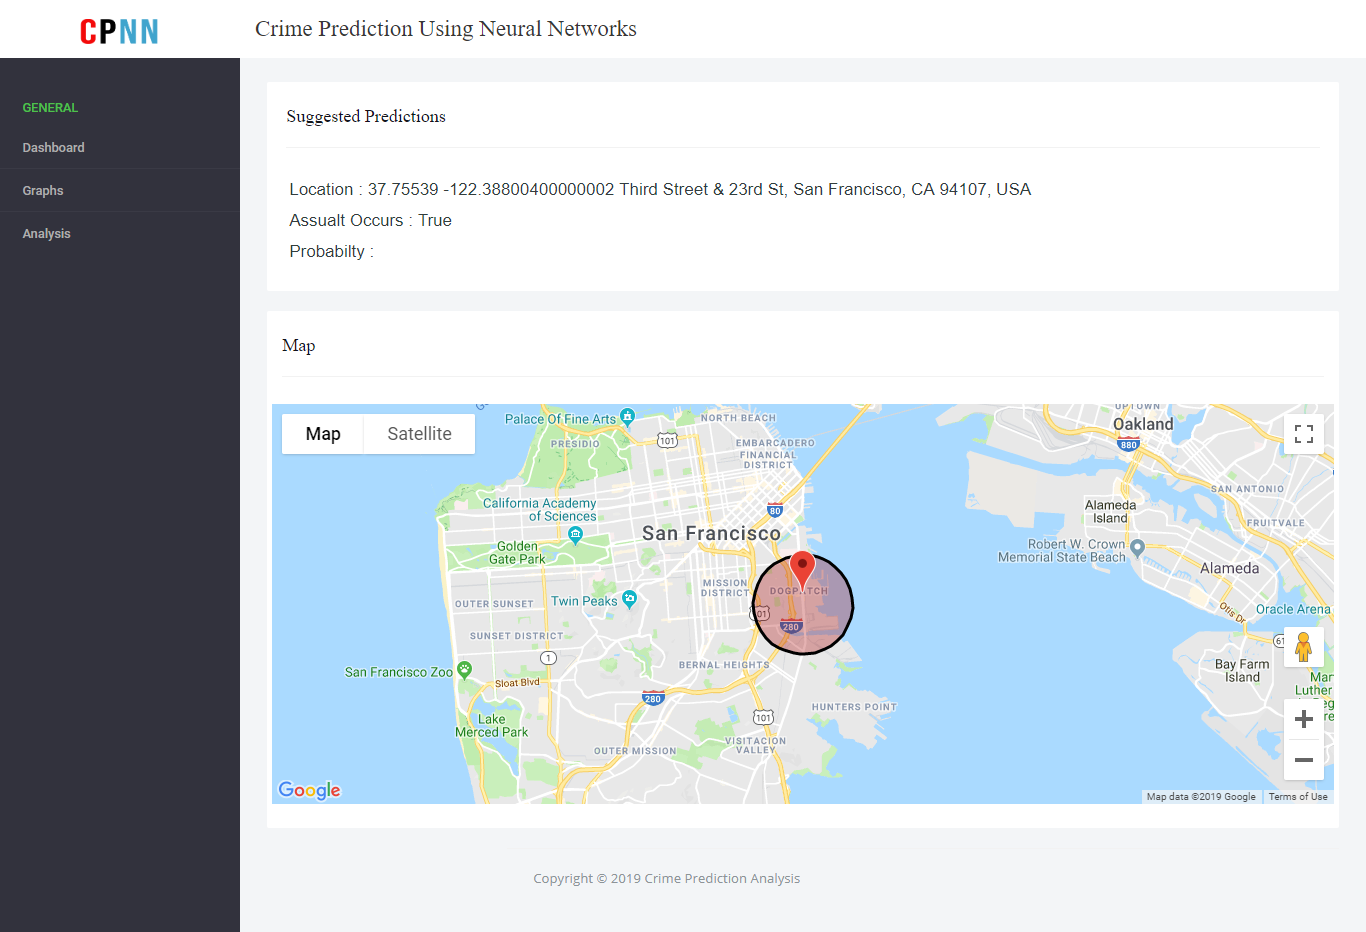 CPNN
Crime Prediction Using Neural Networks
GENERAL
Dashboard
Graphs
Analysis
Suggested Predictions
Location : 37.75539 -122.38800400000002 Third Street & 23rd St, San Francisco, CA 94107, USA
Assualt Occurs : True
Probabilty :
Map
Map
Satellite
Palace Of Fine Arts
PRESIDIO
101
NORTH BEACH
EMBARCADERO
FINANCIAL
DISTRICT
UPTOWN
Oakland
880
SAN ANTONIO
FRUITVALE
California Academy
of Sciences
80
Alameda
Island
San Francisco
Golden
Gate Park
Robert W. Crown
Memorial State Beach
Alameda
MISSION
DISTRICT
DOGPATCH
Twin Peaks
OUTER SUNSET
Oracle Arena
Otis Dr
280
SUNSET DISTRICT
1
BERNAL HEIGHTS
San Francisco Zoo
Sloat Blvd
280
Bay Farm
Island
Luther
HUNTERS POINT
101
Lake
Merced Park
VISITACION
VALLEY
OUTER MISSION
Google
Map data ©2019 Google
Terms of Use
Copyright © 2019 Crime Prediction Analysis